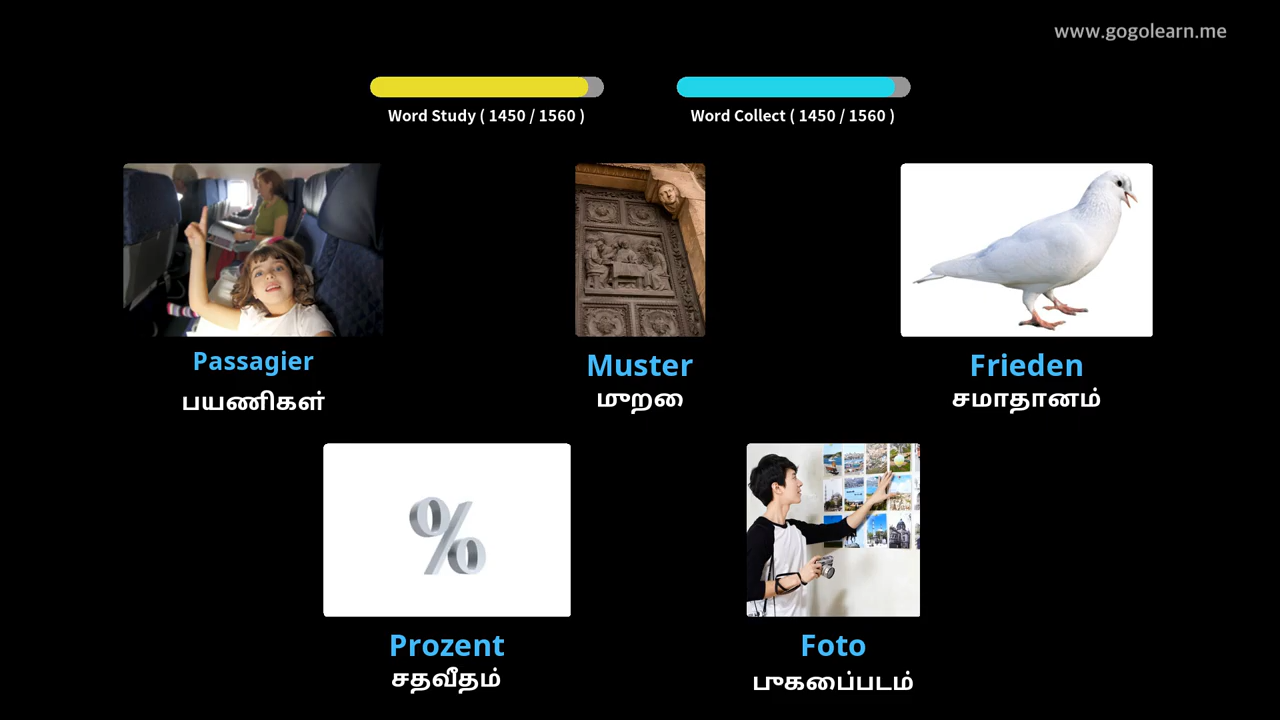 www.gogolearn.me
Word Study ( 1450 / 1560 )
Word Collect ( 1450 / 1560 )
Passagier
பயணிகள்
Muster
முறை
Frieden
சமாதானம்
Prozent
சதவீதம்
Foto
புகைப்படம்